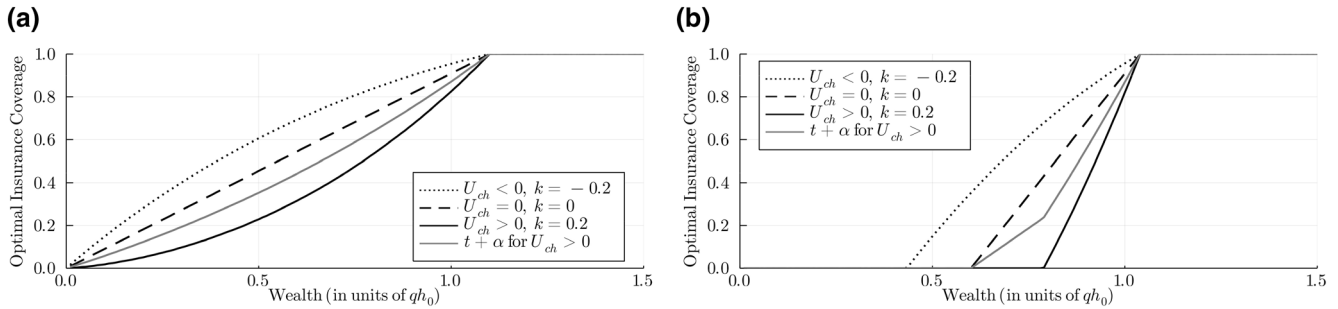 (a)
Optimal Insurance Coverage
1.0
0.8
0.6
0.4
0.2
0.0
U_ch < 0, k = − 0.2
U_ch = 0, k = 0
U_ch > 0, k = 0.2
t + α for U_ch > 0
0.0 0.5 1.0 1.5
Wealth (in units of qh_0)
(b)
Optimal Insurance Coverage
1.0
0.8
0.6
0.4
0.2
0.0
U_ch < 0, k = − 0.2
U_ch = 0, k = 0
U_ch > 0, k = 0.2
t + α for U_ch > 0
0.0 0.5 1.0 1.5
Wealth (in units of qh_0)